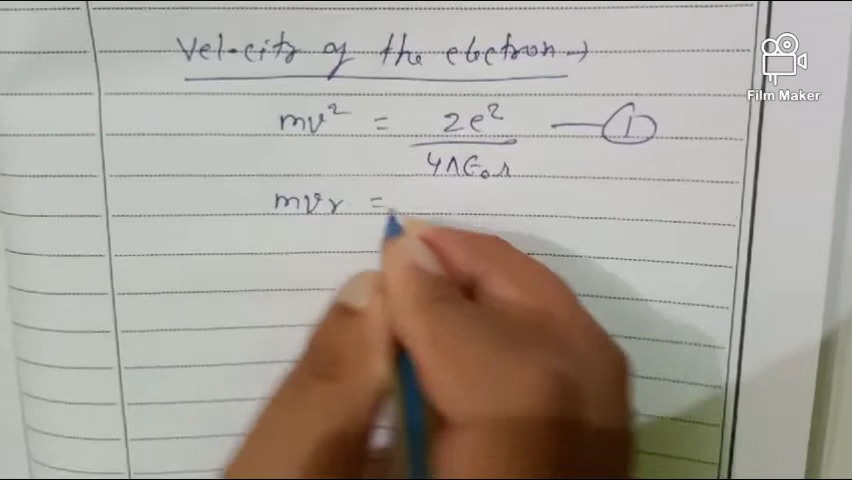 Velocity of the electron →
mv² = 2e² / 4πε₀r — ①
mvr =
Film Maker